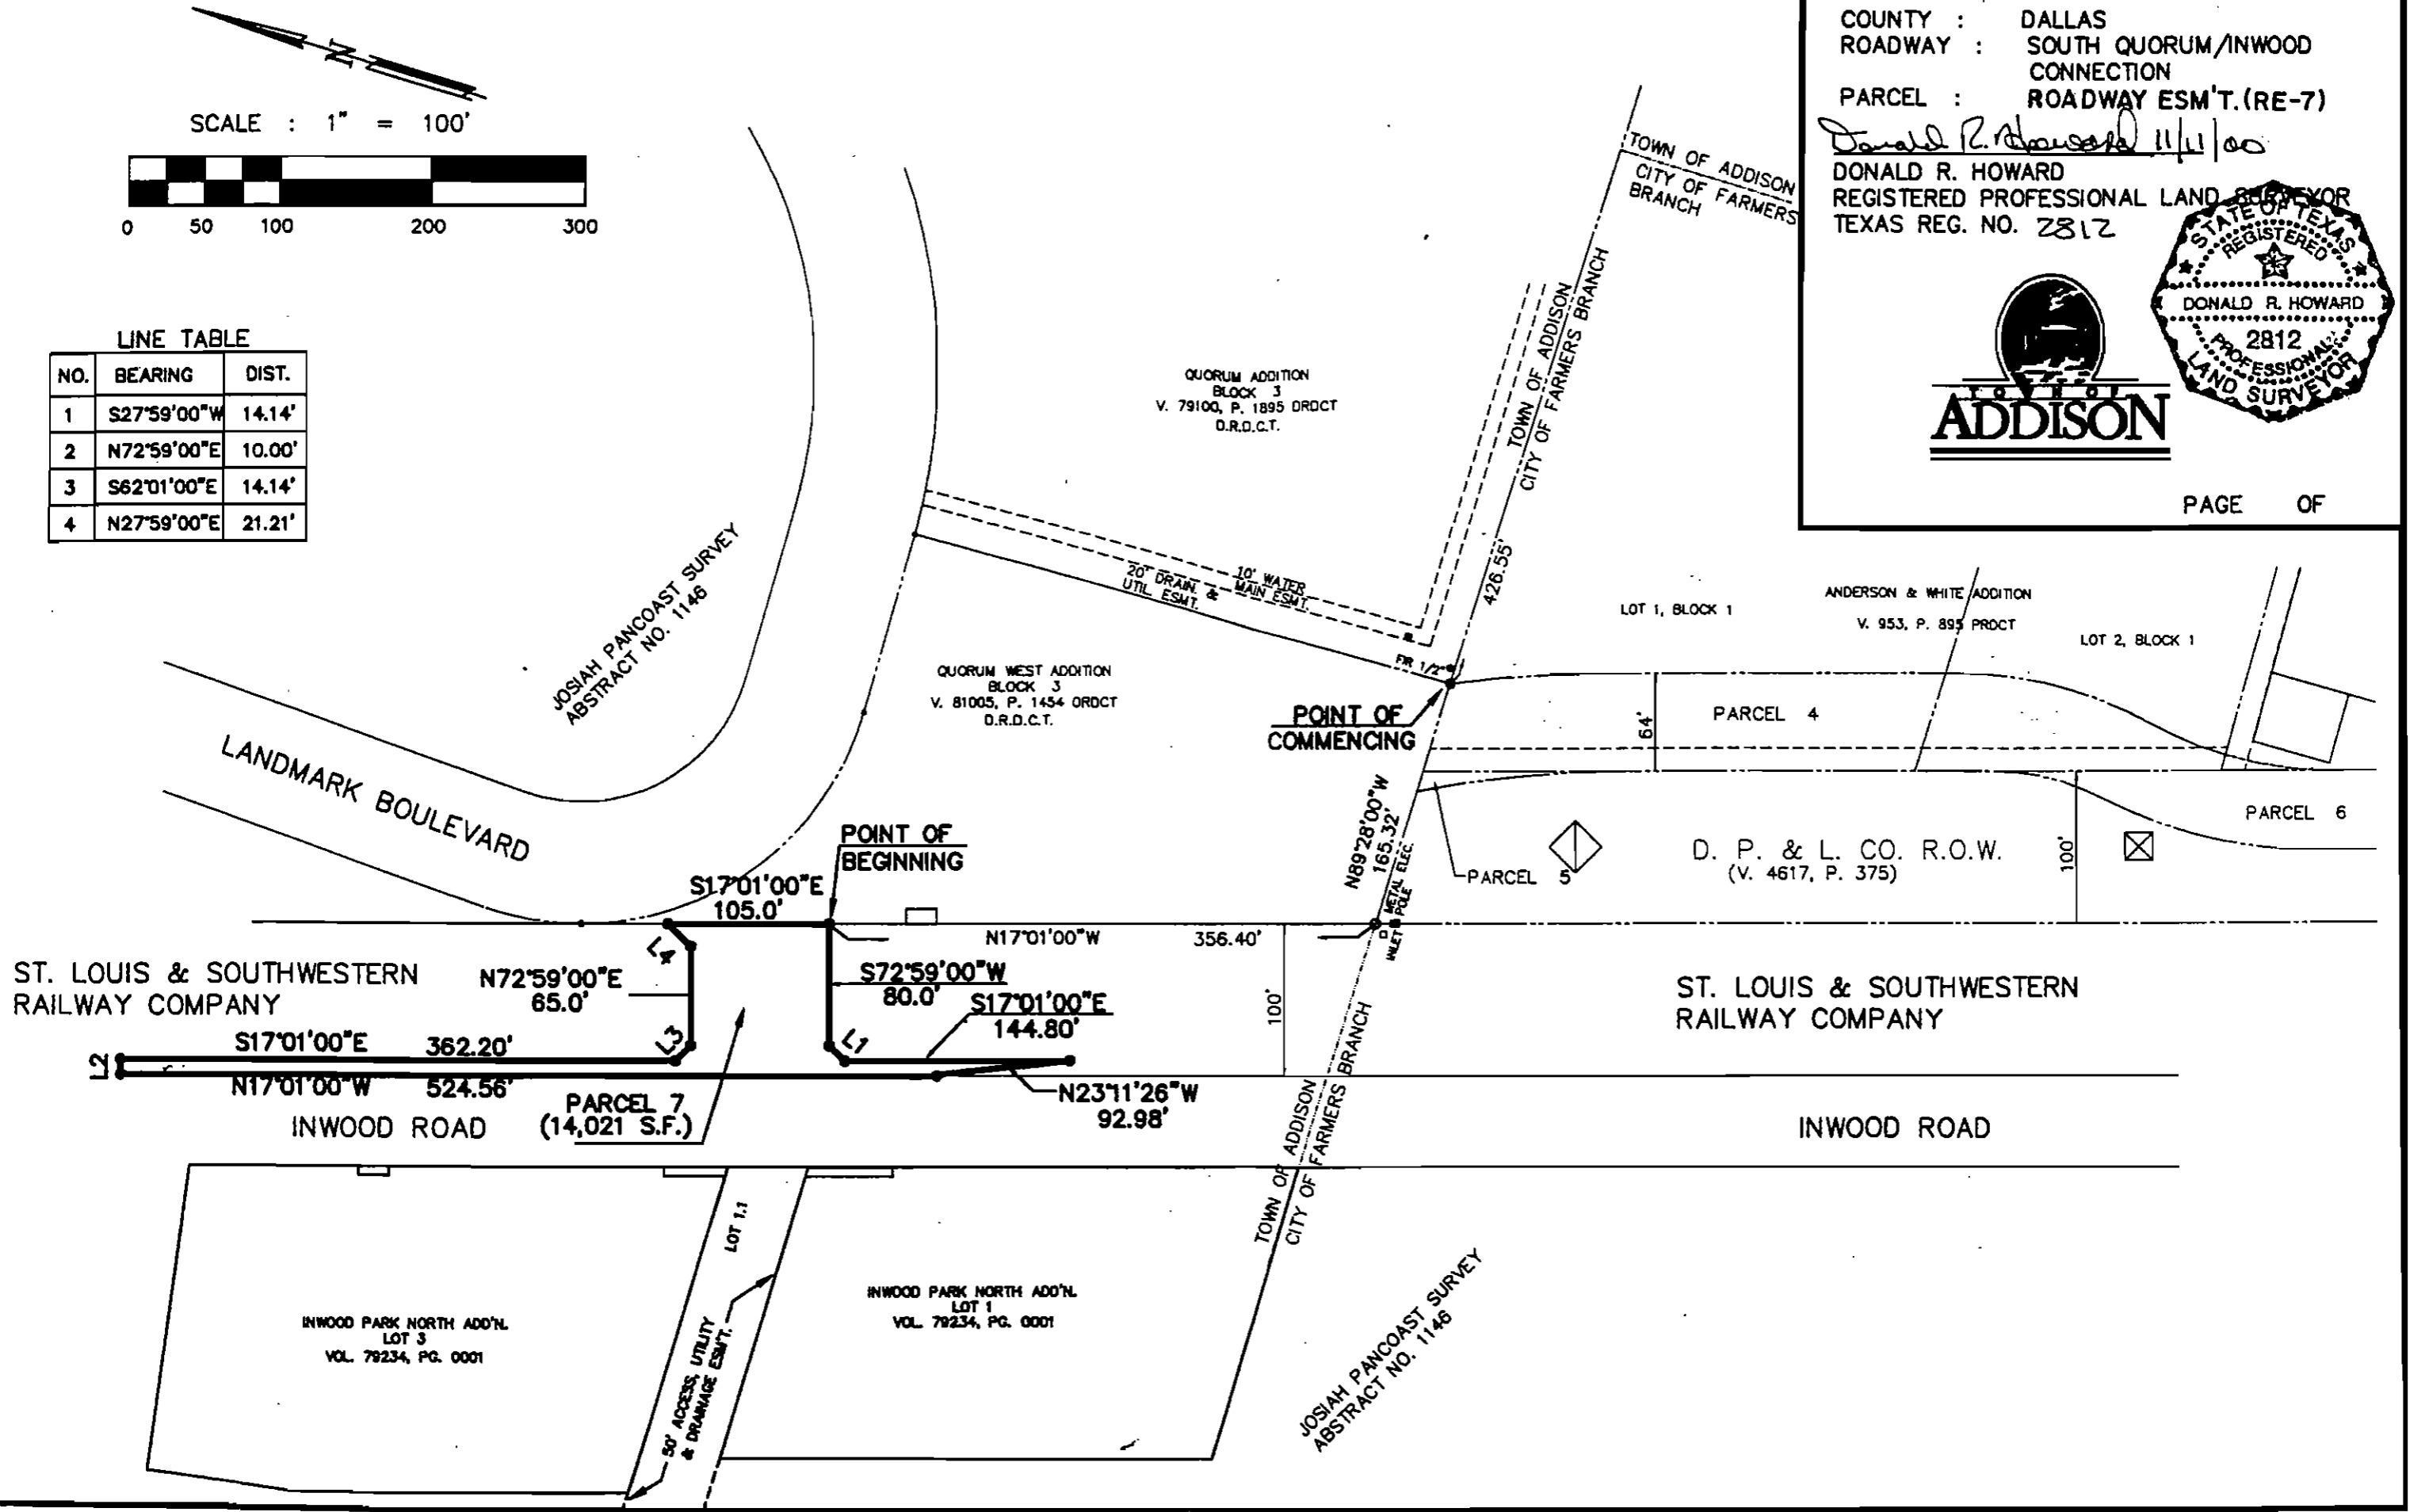 N
SCALE : 1" = 100'
0 50 100 200 300
LINE TABLE
NO. BEARING DIST.
1 S27°59'00"W 14.14'
2 N72°59'00"E 10.00'
3 S62°01'00"E 14.14'
4 N27°59'00"E 21.21'
COUNTY : DALLAS
ROADWAY : SOUTH QUORUM/INWOOD
CONNECTION
PARCEL : ROADWAY ESM'T.(RE-7)
Donald R. Howard 11/11/00
DONALD R. HOWARD
REGISTERED PROFESSIONAL LAND SURVEYOR
TEXAS REG. NO. 2812
STATE OF TEXAS
REGISTERED
DONALD R. HOWARD
2812
PROFESSIONAL
LAND SURVEYOR
TOWN OF
ADDISON
PAGE OF
TOWN OF ADDISON
CITY OF FARMERS
BRANCH
TOWN OF ADDISON
CITY OF FARMERS BRANCH
426.55'
QUORUM ADDITION
BLOCK 3
V. 79100, P. 1895 DRDCT
D.R.D.C.T.
JOSIAH PANCOAST SURVEY
ABSTRACT NO. 1146
20' DRAIN. &
UTIL. ESMT.
10' WATER
MAIN ESMT.
FIR 1/2"
QUORUM WEST ADDITION
BLOCK 3
V. 81005, P. 1454 ORDCT
D.R.D.C.T.
POINT OF
COMMENCING
LOT 1, BLOCK 1
ANDERSON & WHITE ADDITION
V. 953, P. 895 PRDCT
LOT 2, BLOCK 1
64'
PARCEL 4
LANDMARK BOULEVARD
POINT OF
BEGINNING
N89°28'00"W
165.32'
METAL ELEC.
POLE
INLET
PARCEL 5
D. P. & L. CO. R.O.W.
(V. 4617, P. 375)
100'
PARCEL 6
S17°01'00"E
105.0'
N17°01'00"W 356.40'
L4
ST. LOUIS & SOUTHWESTERN
RAILWAY COMPANY
N72°59'00"E
65.0'
S72°59'00"W
80.0'
S17°01'00"E
144.80'
100'
ST. LOUIS & SOUTHWESTERN
RAILWAY COMPANY
S17°01'00"E 362.20'
L3
L1
L2
N17°01'00"W 524.56'
PARCEL 7
(14,021 S.F.)
N23°11'26"W
92.98'
INWOOD ROAD
INWOOD ROAD
TOWN OF ADDISON
CITY OF FARMERS BRANCH
LOT 1.1
50' ACCESS, UTILITY
& DRAINAGE ESM'T.
INWOOD PARK NORTH ADD'N.
LOT 3
VOL. 79234, PG. 0001
INWOOD PARK NORTH ADD'N.
LOT 1
VOL. 79234, PG. 0001
JOSIAH PANCOAST SURVEY
ABSTRACT NO. 1146